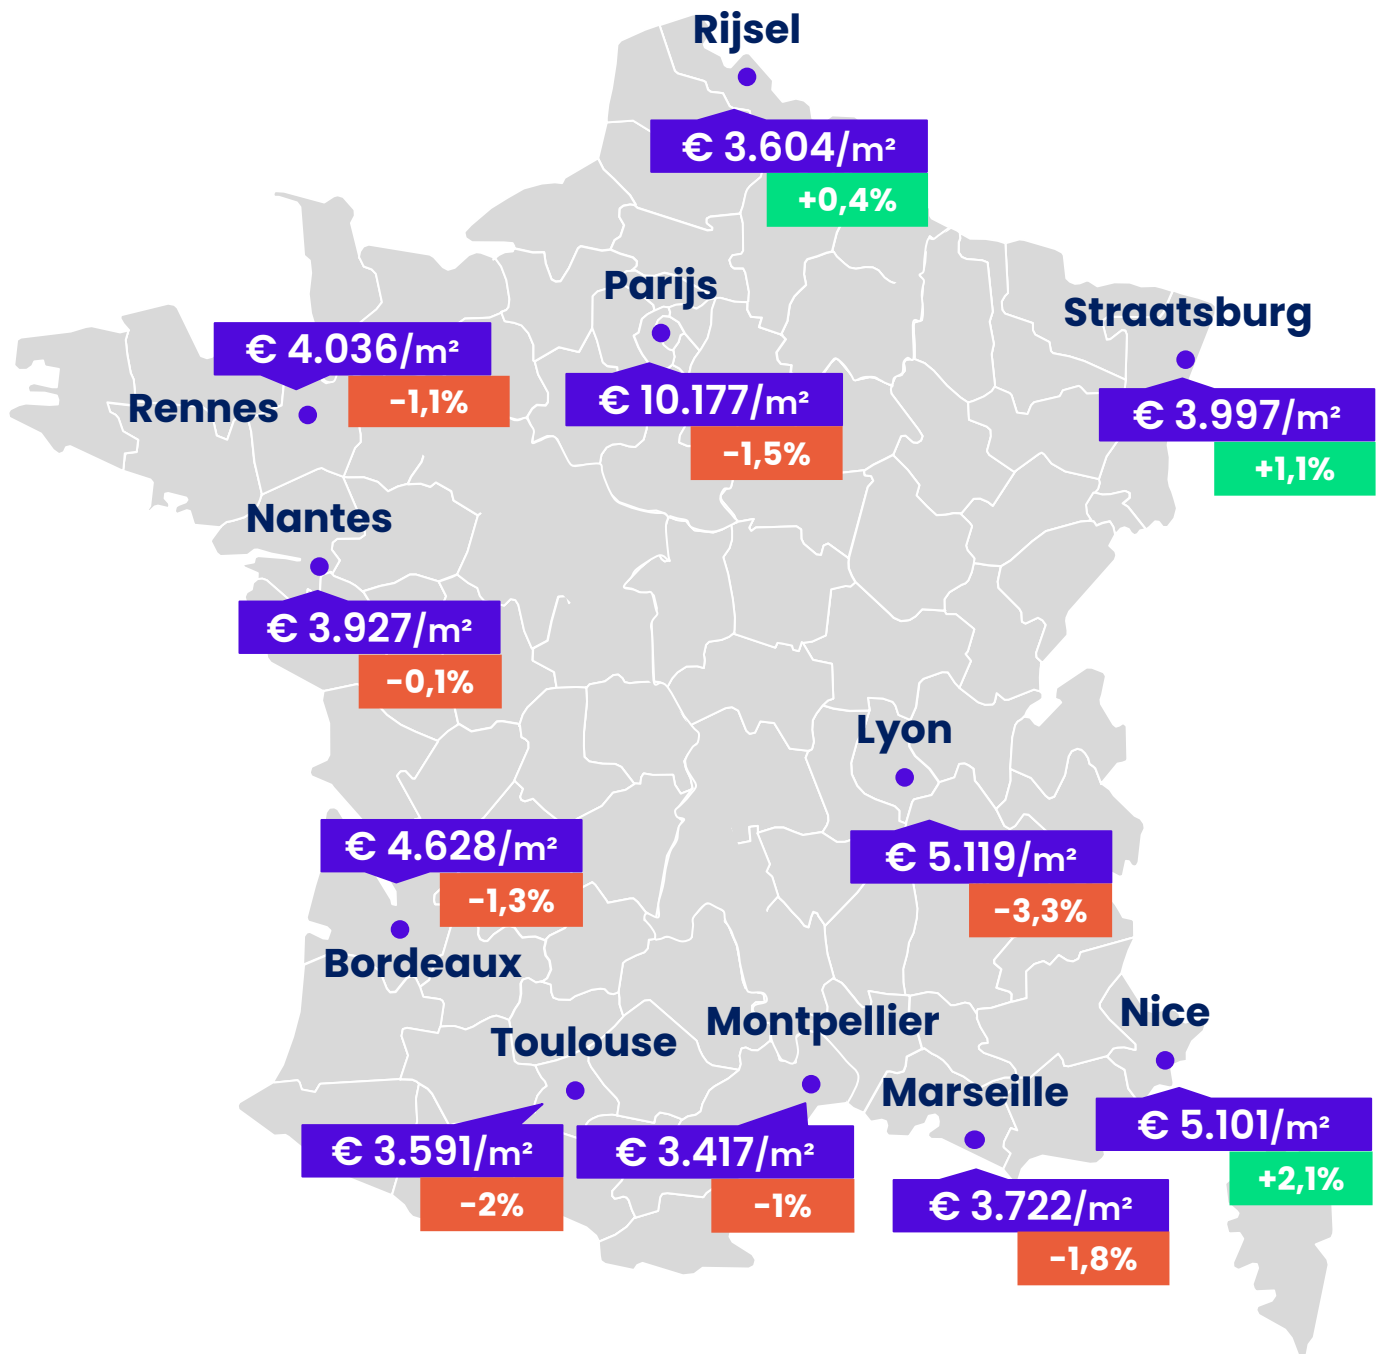 Rijsel
€ 3.604/m²
+0,4%
Parijs
€ 10.177/m²
-1,5%
Straatsburg
€ 3.997/m²
+1,1%
€ 4.036/m²
-1,1%
Rennes
Nantes
€ 3.927/m²
-0,1%
Lyon
€ 5.119/m²
-3,3%
€ 4.628/m²
-1,3%
Bordeaux
Toulouse
€ 3.591/m²
-2%
Montpellier
€ 3.417/m²
-1%
Marseille
€ 3.722/m²
-1,8%
Nice
€ 5.101/m²
+2,1%